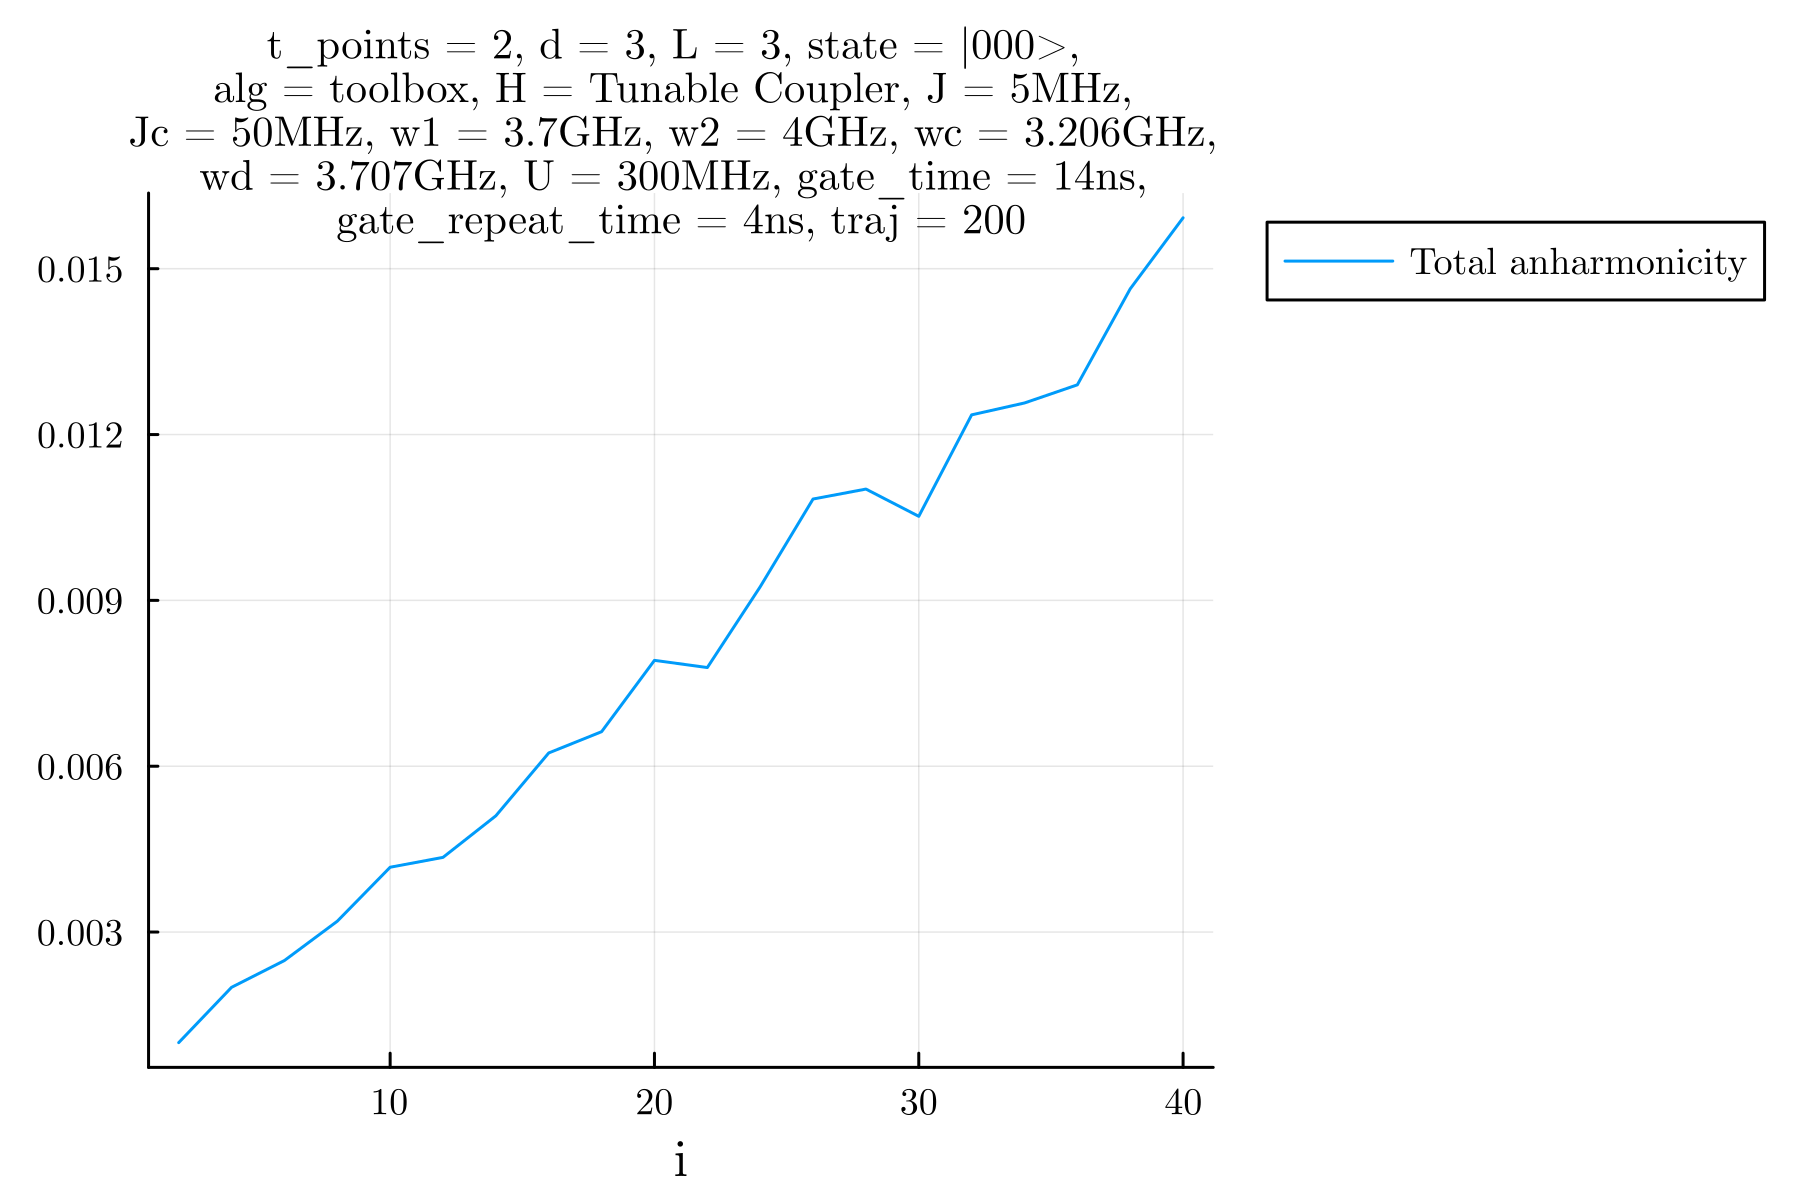 t_points = 2, d = 3, L = 3, state = |000>,
alg = toolbox, H = Tunable Coupler, J = 5MHz,
Jc = 50MHz, w1 = 3.7GHz, w2 = 4GHz, wc = 3.206GHz,
wd = 3.707GHz, U = 300MHz, gate_time = 14ns,
gate_repeat_time = 4ns, traj = 200
Total anharmonicity
0.015
0.012
0.009
0.006
0.003
10 20 30 40
i